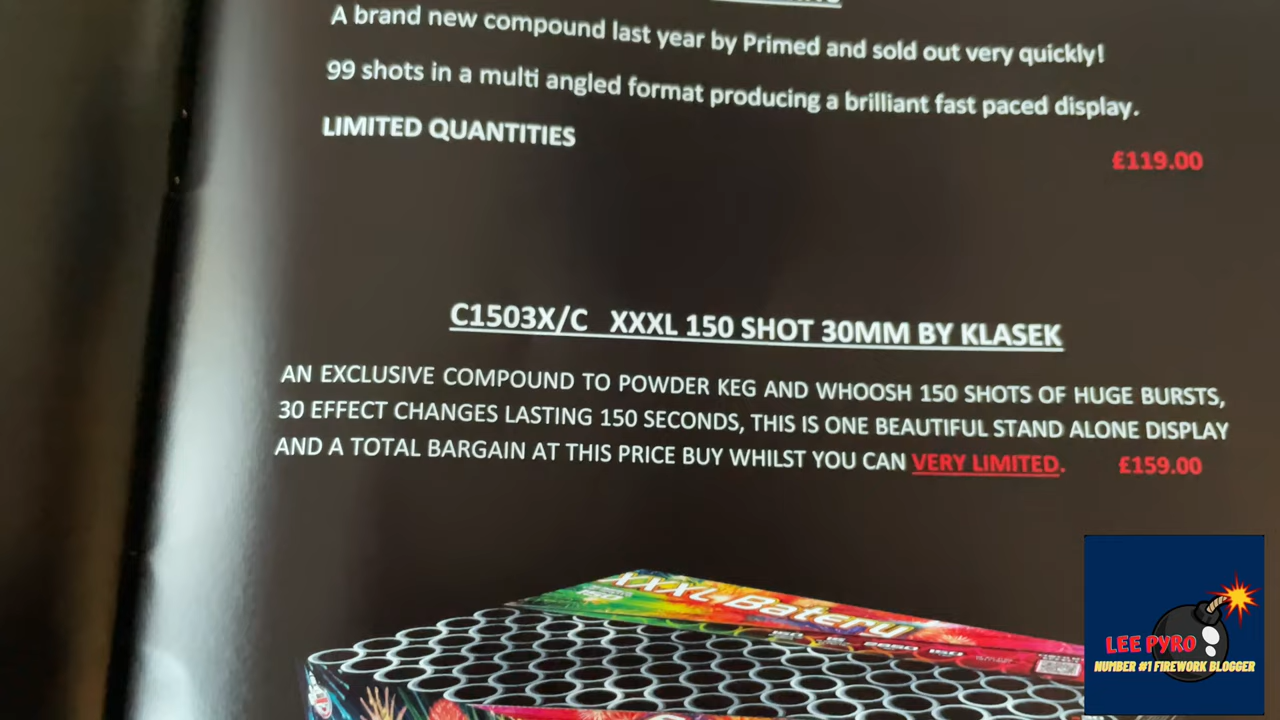 A brand new compound last year by Primed and sold out very quickly!
99 shots in a multi angled format producing a brilliant fast paced display.
LIMITED QUANTITIES
£119.00
C1503X/C XXXL 150 SHOT 30MM BY KLASEK
AN EXCLUSIVE COMPOUND TO POWDER KEG AND WHOOSH 150 SHOTS OF HUGE BURSTS,
30 EFFECT CHANGES LASTING 150 SECONDS, THIS IS ONE BEAUTIFUL STAND ALONE DISPLAY
AND A TOTAL BARGAIN AT THIS PRICE BUY WHILST YOU CAN VERY LIMITED. £159.00
XXXL Battery
LEE PYRO
NUMBER #1 FIREWORK BLOGGER